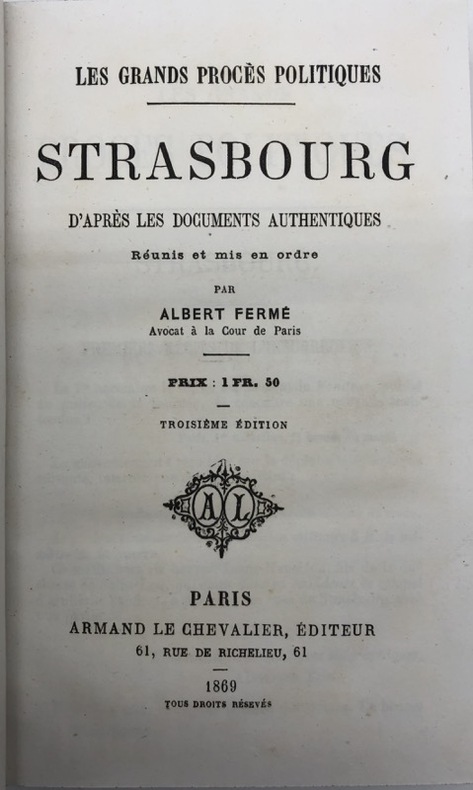 LES GRANDS PROCÈS POLITIQUES
STRASBOURG
D'APRÈS LES DOCUMENTS AUTHENTIQUES
Réunis et mis en ordre
PAR
ALBERT FERMÉ
Avocat à la Cour de Paris
PRIX : 1 FR. 50
TROISIÈME ÉDITION
A L
PARIS
ARMAND LE CHEVALIER, ÉDITEUR
61, RUE DE RICHELIEU, 61
1869
TOUS DROITS RÉSEVÉS